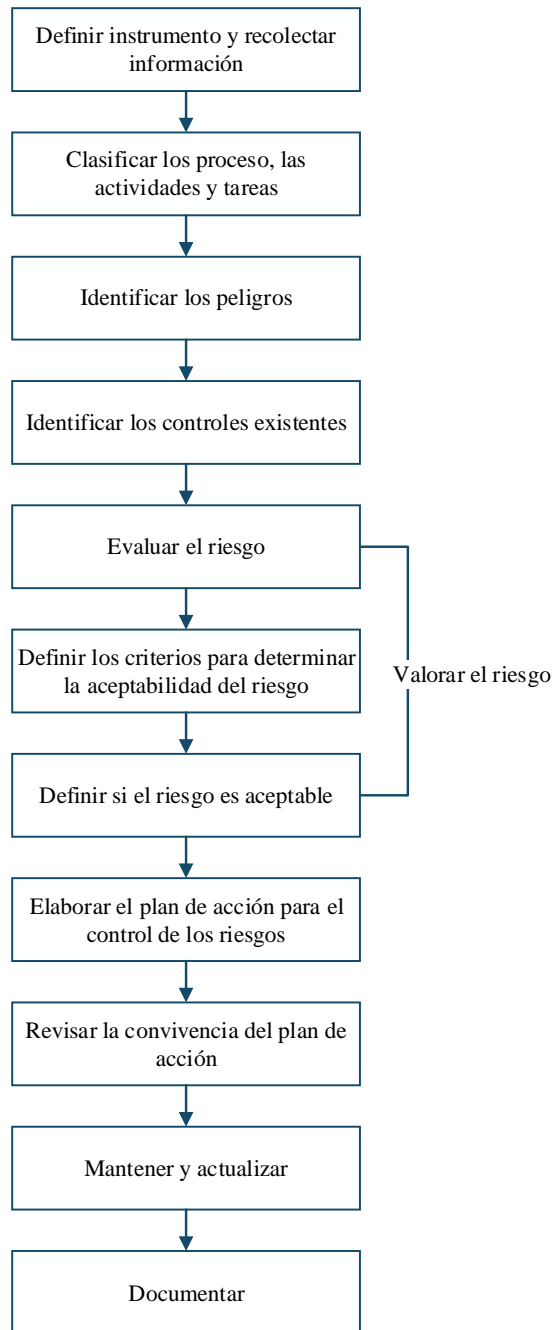 Definir instrumento y recolectar
información
Clasificar los proceso, las
actividades y tareas
Identificar los peligros
Identificar los controles existentes
Evaluar el riesgo
Definir los criterios para determinar
la aceptabilidad del riesgo
Valorar el riesgo
Definir si el riesgo es aceptable
Elaborar el plan de acción para el
control de los riesgos
Revisar la convivencia del plan de
acción
Mantener y actualizar
Documentar